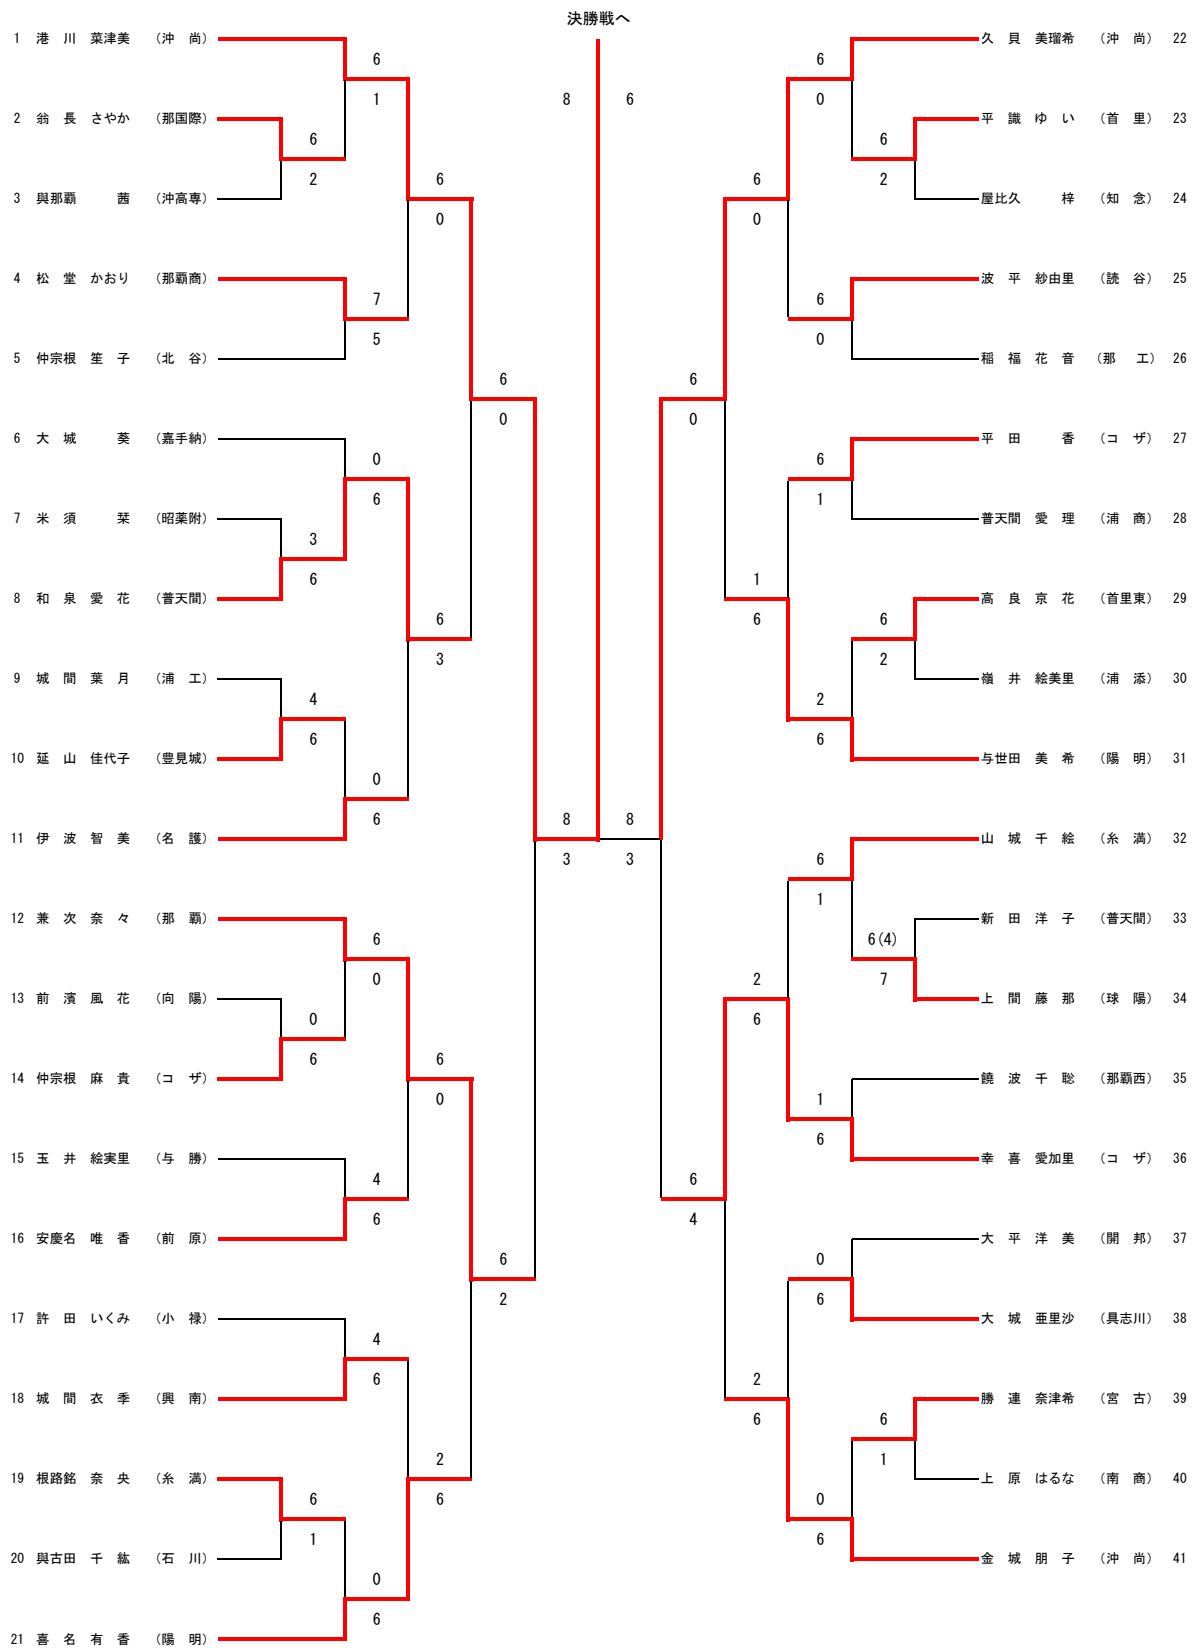 決勝戦へ
8 6
1 港 川 菜津美 (沖 尚)
6
1
2 翁 長 さやか (那国際)
6
2
3 與那覇 茜 (沖高専)
6
0
4 松 堂 かおり (那覇商)
7
5
5 仲宗根 笙 子 (北 谷)
6
0
6 大 城 葵 (嘉手納)
0
6
7 米 須 栞 (昭薬附)
3
6
8 和 泉 愛 花 (普天間)
6
3
9 城 間 葉 月 (浦 工)
4
6
10 延 山 佳代子 (豊見城)
0
6
11 伊 波 智 美 (名 護)
8
3
12 兼 次 奈 々 (那 覇)
6
0
13 前 濱 風 花 (向 陽)
0
6
14 仲宗根 麻 貴 (コ ザ)
6
0
15 玉 井 絵実里 (与 勝)
4
6
16 安慶名 唯 香 (前 原)
6
2
17 許 田 いくみ (小 禄)
4
6
18 城 間 衣 季 (興 南)
2
6
19 根路銘 奈 央 (糸 満)
6
1
20 與古田 千 紘 (石 川)
0
6
21 喜 名 有 香 (陽 明)
久 貝 美瑠希 (沖 尚) 22
6
0
平 識 ゆ い (首 里) 23
6
2
屋比久 梓 (知 念) 24
6
0
波 平 紗由里 (読 谷) 25
6
0
稲 福 花 音 (那 工) 26
6
0
平 田 香 (コ ザ) 27
6
1
普天間 愛 理 (浦 商) 28
1
6
高 良 京 花 (首里東) 29
6
2
嶺 井 絵美里 (浦 添) 30
2
6
与世田 美 希 (陽 明) 31
8
3
山 城 千 絵 (糸 満) 32
6
1
新 田 洋 子 (普天間) 33
6(4)
7
上 間 藤 那 (球 陽) 34
2
6
饒 波 千 聡 (那覇西) 35
1
6
幸 喜 愛加里 (コ ザ) 36
6
4
大 平 洋 美 (開 邦) 37
0
6
大 城 亜里沙 (具志川) 38
2
6
勝 連 奈津希 (宮 古) 39
6
1
上 原 はるな (南 商) 40
0
6
金 城 朋 子 (沖 尚) 41